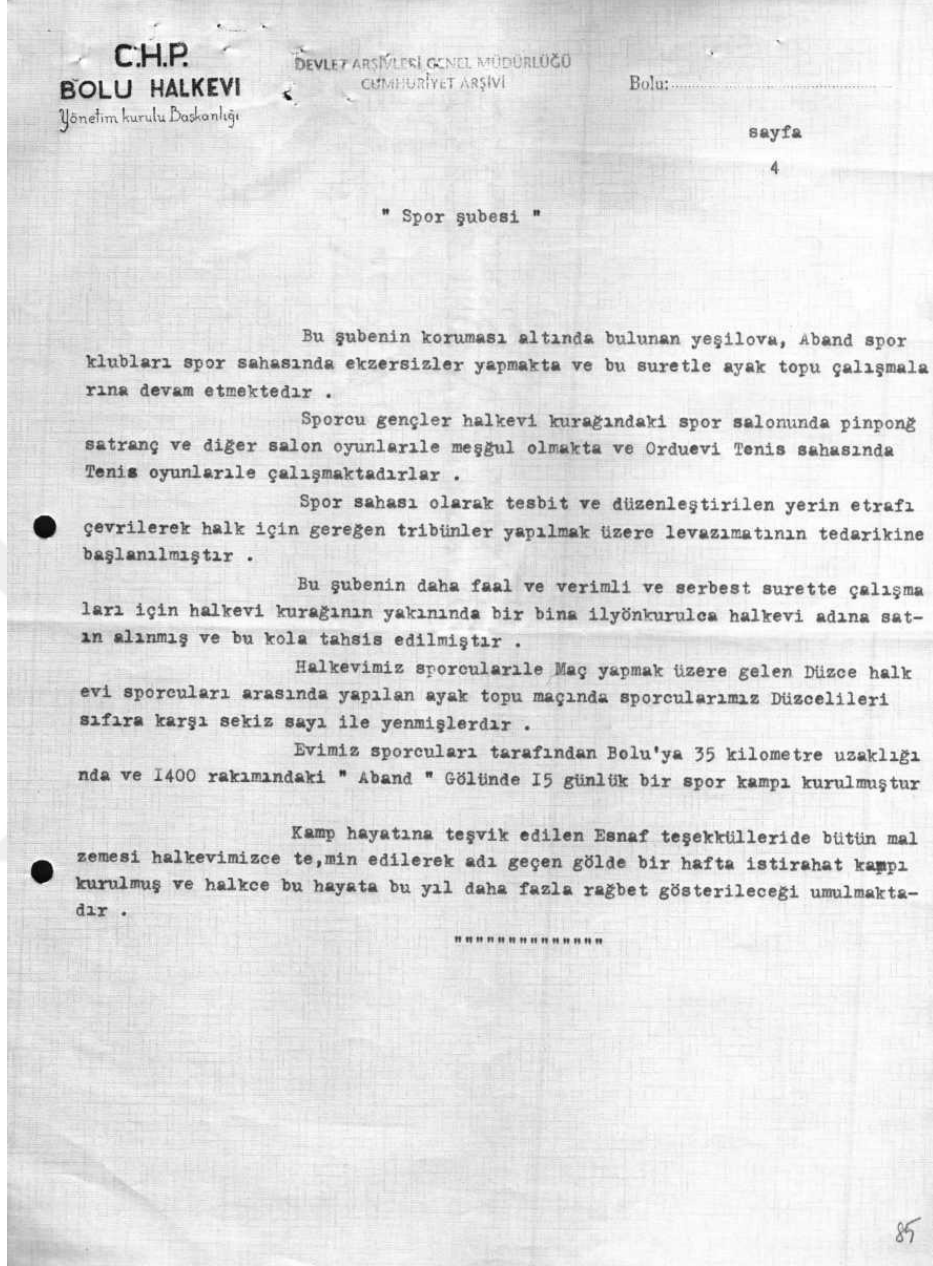 C.H.P.
BOLU HALKEVİ
Yönetim kurulu Başkanlığı
DEVLET ARŞİVLERİ GENEL MÜDÜRLÜĞÜ
CUMHURİYET ARŞİVİ
Bolu:
sayfa
4
" Spor şubesi "
Bu şubenin koruması altında bulunan yeşilova, Aband spor
klubları spor sahasında ekzersizler yapmakta ve bu suretle ayak topu çalışmala
rına devam etmektedır .
Sporcu gençler halkevi kurağındaki spor salonunda pinponğ
satranç ve diğer salon oyunlarıle meşğul olmakta ve Orduevi Tenis sahasında
Tenis oyunlarıle çalışmaktadırlar .
Spor sahası olarak tesbit ve düzenleştirilen yerin etrafı
çevrilerek halk için gereğen tribünler yapılmak üzere levazımatının tedarikine
başlanılmıştır .
Bu şubenin daha faal ve verimli ve serbest surette çalışma
ları için halkevi kurağının yakınında bir bina ilyönkurulca halkevi adına sat-
ın alınmış ve bu kola tahsis edilmiştır .
Halkevimiz sporcularıle Maç yapmak üzere gelen Düzce halk
evi sporcuları arasında yapılan ayak topu maçında sporcularımız Düzcelileri
sıfıra karşı sekiz sayı ile yenmişlerdır .
Evimiz sporcuları tarafından Bolu'ya 35 kilometre uzaklığı
nda ve I400 rakımındaki " Aband " Gölünde I5 günlük bir spor kampı kurulmuştur
Kamp hayatına teşvik edilen Esnaf teşekkülleride bütün mal
zemesi halkevimizce te,min edilerek adı geçen gölde bir hafta istirahat kampı
kurulmuş ve halkce bu hayata bu yıl daha fazla rağbet gösterileceği umulmakta-
dır .
""""""""""""""
85